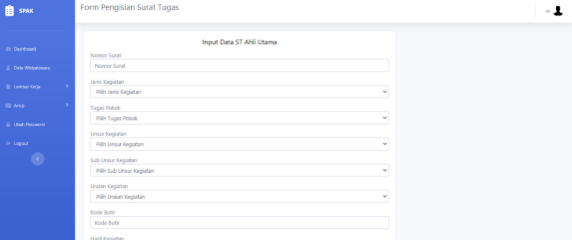 SPAK
Form Pengisian Surat Tugas
Dashboard
Data Widyaiswara
Lembar Kerja
Arsip
Ubah Password
Logout
Input Data ST Ahli Utama
Nomor Surat
Nomor Surat
Jenis Kegiatan
Pilih Jenis Kegiatan
Tugas Pokok
Pilih Tugas Pokok
Unsur Kegiatan
Pilih Unsur Kegiatan
Sub Unsur Kegiatan
Pilih Sub Unsur Kegiatan
Uraian Kegiatan
Pilih Uraian Kegiatan
Kode Butir
Kode Butir
Hasil Kegiatan